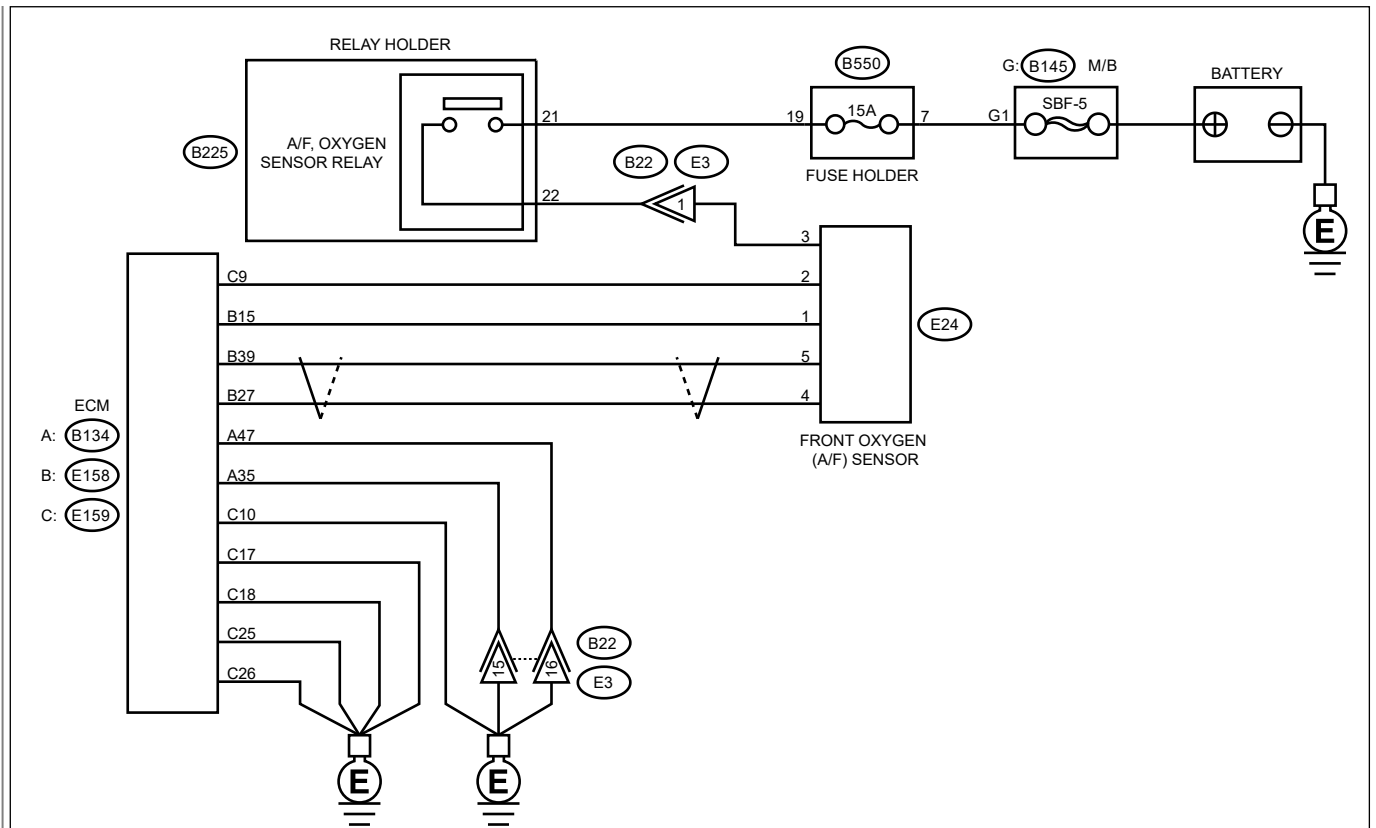 RELAY HOLDER
B550
G: B145 M/B
BATTERY
SBF-5
15A
21
19
7
G1
A/F, OXYGEN
SENSOR RELAY
B225
B22
E3
FUSE HOLDER
22
1
E
3
C9
2
B15
1
E24
B39
5
B27
4
ECM
A: B134
A47
FRONT OXYGEN
(A/F) SENSOR
B: E158
A35
C: E159
C10
C17
C18
C25
B22
15
16
C26
E3
E
E